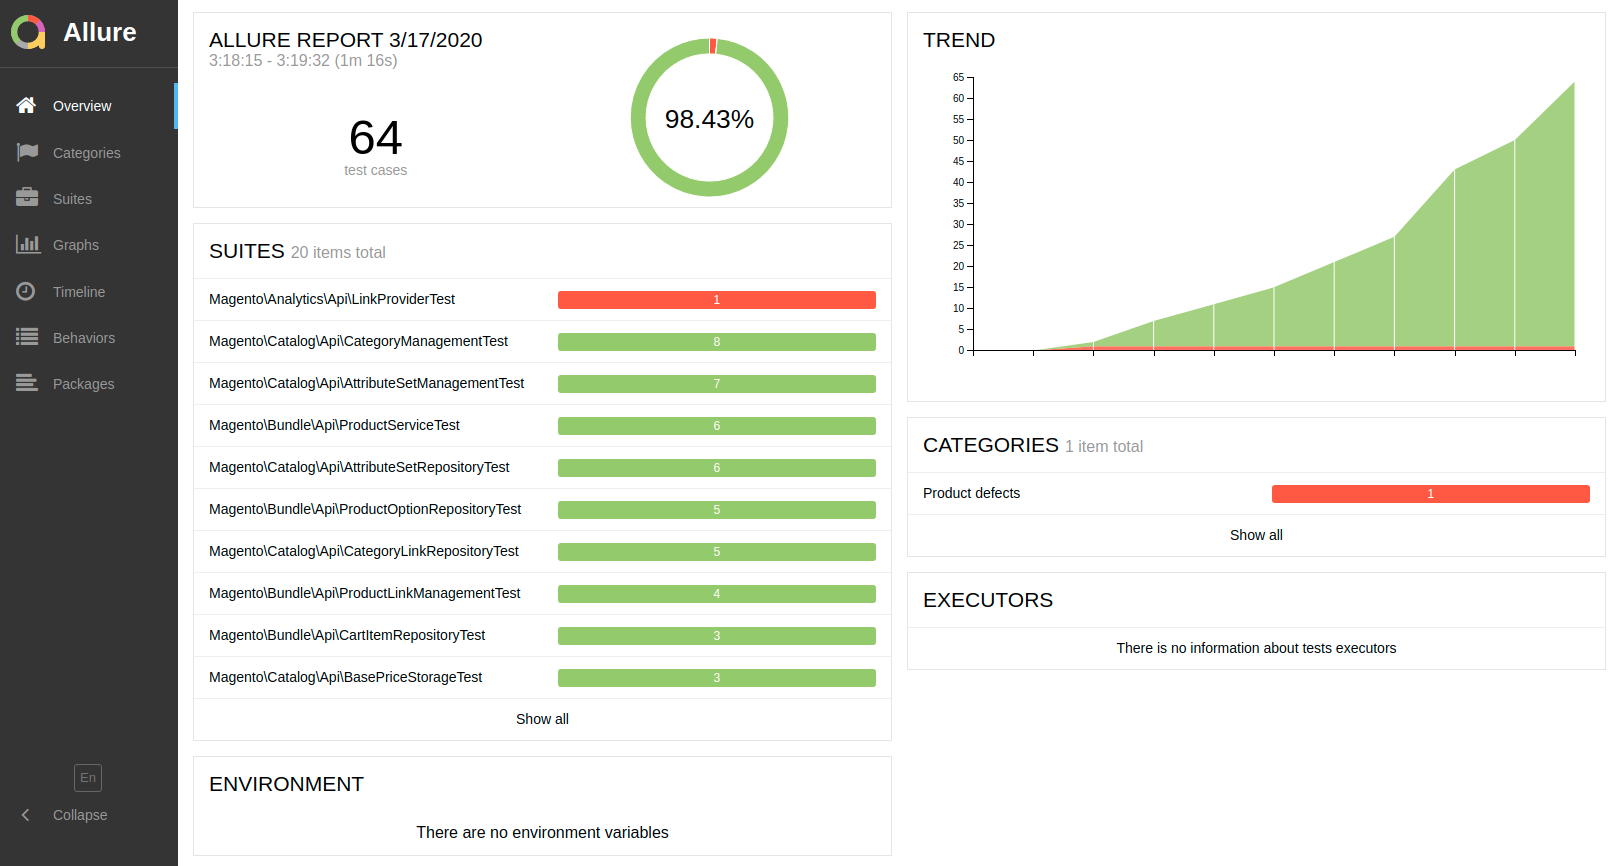 Allure
Overview
Categories
Suites
Graphs
Timeline
Behaviors
Packages
En
Collapse
ALLURE REPORT 3/17/2020
3:18:15 - 3:19:32 (1m 16s)
64
test cases
98.43%
SUITES 20 items total
Magento\Analytics\Api\LinkProviderTest 1
Magento\Catalog\Api\CategoryManagementTest 8
Magento\Catalog\Api\AttributeSetManagementTest 7
Magento\Bundle\Api\ProductServiceTest 6
Magento\Catalog\Api\AttributeSetRepositoryTest 6
Magento\Bundle\Api\ProductOptionRepositoryTest 5
Magento\Catalog\Api\CategoryLinkRepositoryTest 5
Magento\Bundle\Api\ProductLinkManagementTest 4
Magento\Bundle\Api\CartItemRepositoryTest 3
Magento\Catalog\Api\BasePriceStorageTest 3
Show all
ENVIRONMENT
There are no environment variables
TREND
65
60
55
50
45
40
35
30
25
20
15
10
5
0
CATEGORIES 1 item total
Product defects 1
Show all
EXECUTORS
There is no information about tests executors